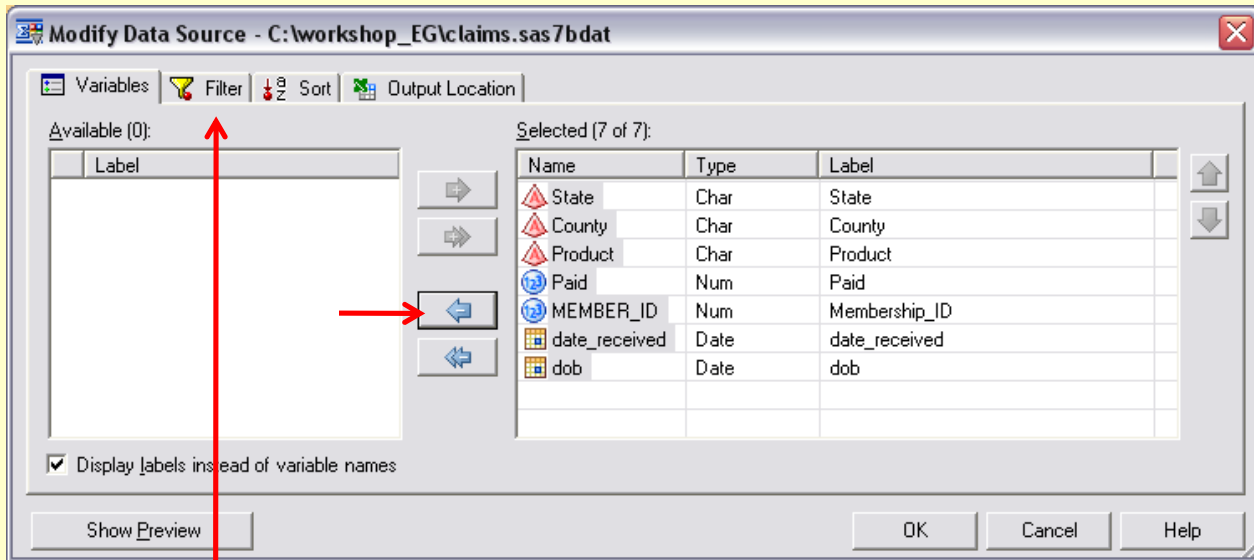 Modify Data Source - C:\workshop_EG\claims.sas7bdat
Variables Filter Sort Output Location
Available (0): Selected (7 of 7):
Label Name Type Label
State Char State
County Char County
Product Char Product
Paid Num Paid
MEMBER_ID Num Membership_ID
date_received Date date_received
dob Date dob
Display labels instead of variable names
Show Preview OK Cancel Help